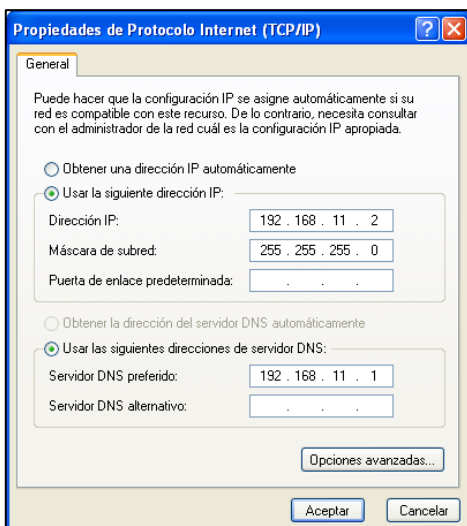 Propiedades de Protocolo Internet (TCP/IP)
General
Puede hacer que la configuración IP se asigne automáticamente si su
red es compatible con este recurso. De lo contrario, necesita consultar
con el administrador de la red cuál es la configuración IP apropiada.
Obtener una dirección IP automáticamente
Usar la siguiente dirección IP:
Dirección IP: 192 . 168 . 11 . 2
Máscara de subred: 255 . 255 . 255 . 0
Puerta de enlace predeterminada: . . .
Obtener la dirección del servidor DNS automáticamente
Usar las siguientes direcciones de servidor DNS:
Servidor DNS preferido: 192 . 168 . 11 . 1
Servidor DNS alternativo: . . .
Opciones avanzadas...
Aceptar Cancelar